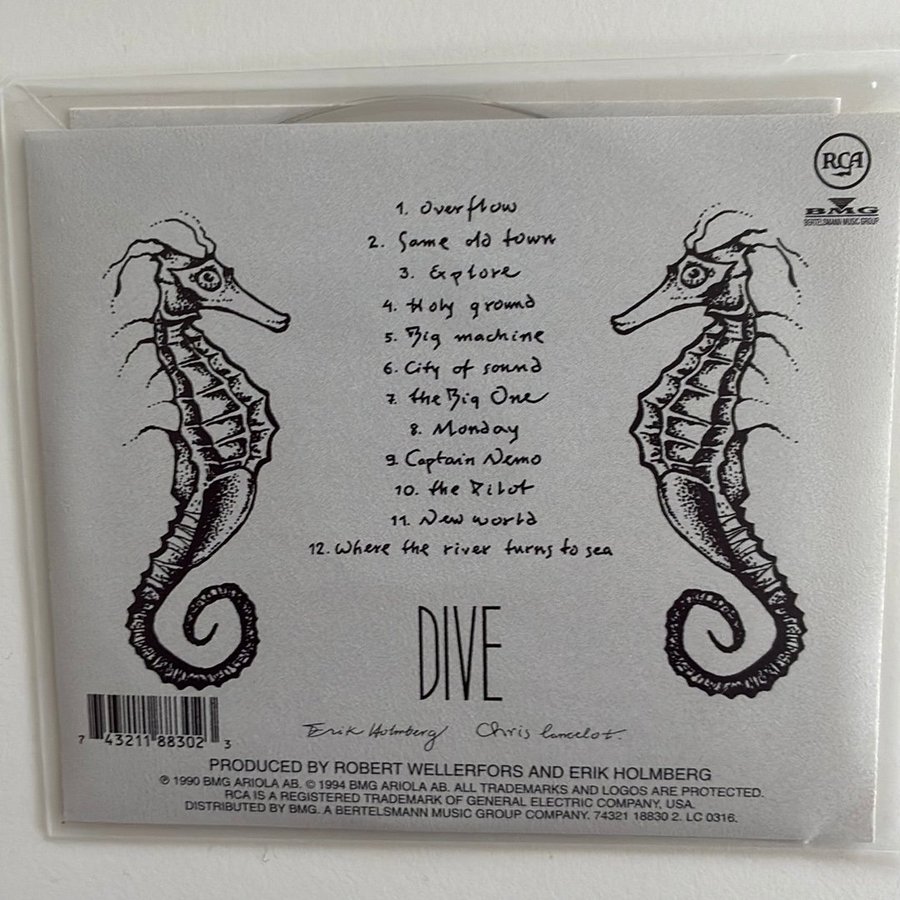 RCA
BMG
BERTELSMANN MUSIC GROUP
1. Overflow
2. Same old town
3. Explore
4. Holy ground
5. Big machine
6. City of sound
7. the Big One
8. Monday
9. Captain Nemo
10. the Pilot
11. New world
12. Where the river turns to sea
DIVE
Erik Holmberg Chris Lancelot.
7 43211 88302 3
PRODUCED BY ROBERT WELLERFORS AND ERIK HOLMBERG
℗ 1990 BMG ARIOLA AB. © 1994 BMG ARIOLA AB. ALL TRADEMARKS AND LOGOS ARE PROTECTED.
RCA IS A REGISTERED TRADEMARK OF GENERAL ELECTRIC COMPANY, USA.
DISTRIBUTED BY BMG. A BERTELSMANN MUSIC GROUP COMPANY. 74321 18830 2. LC 0316.